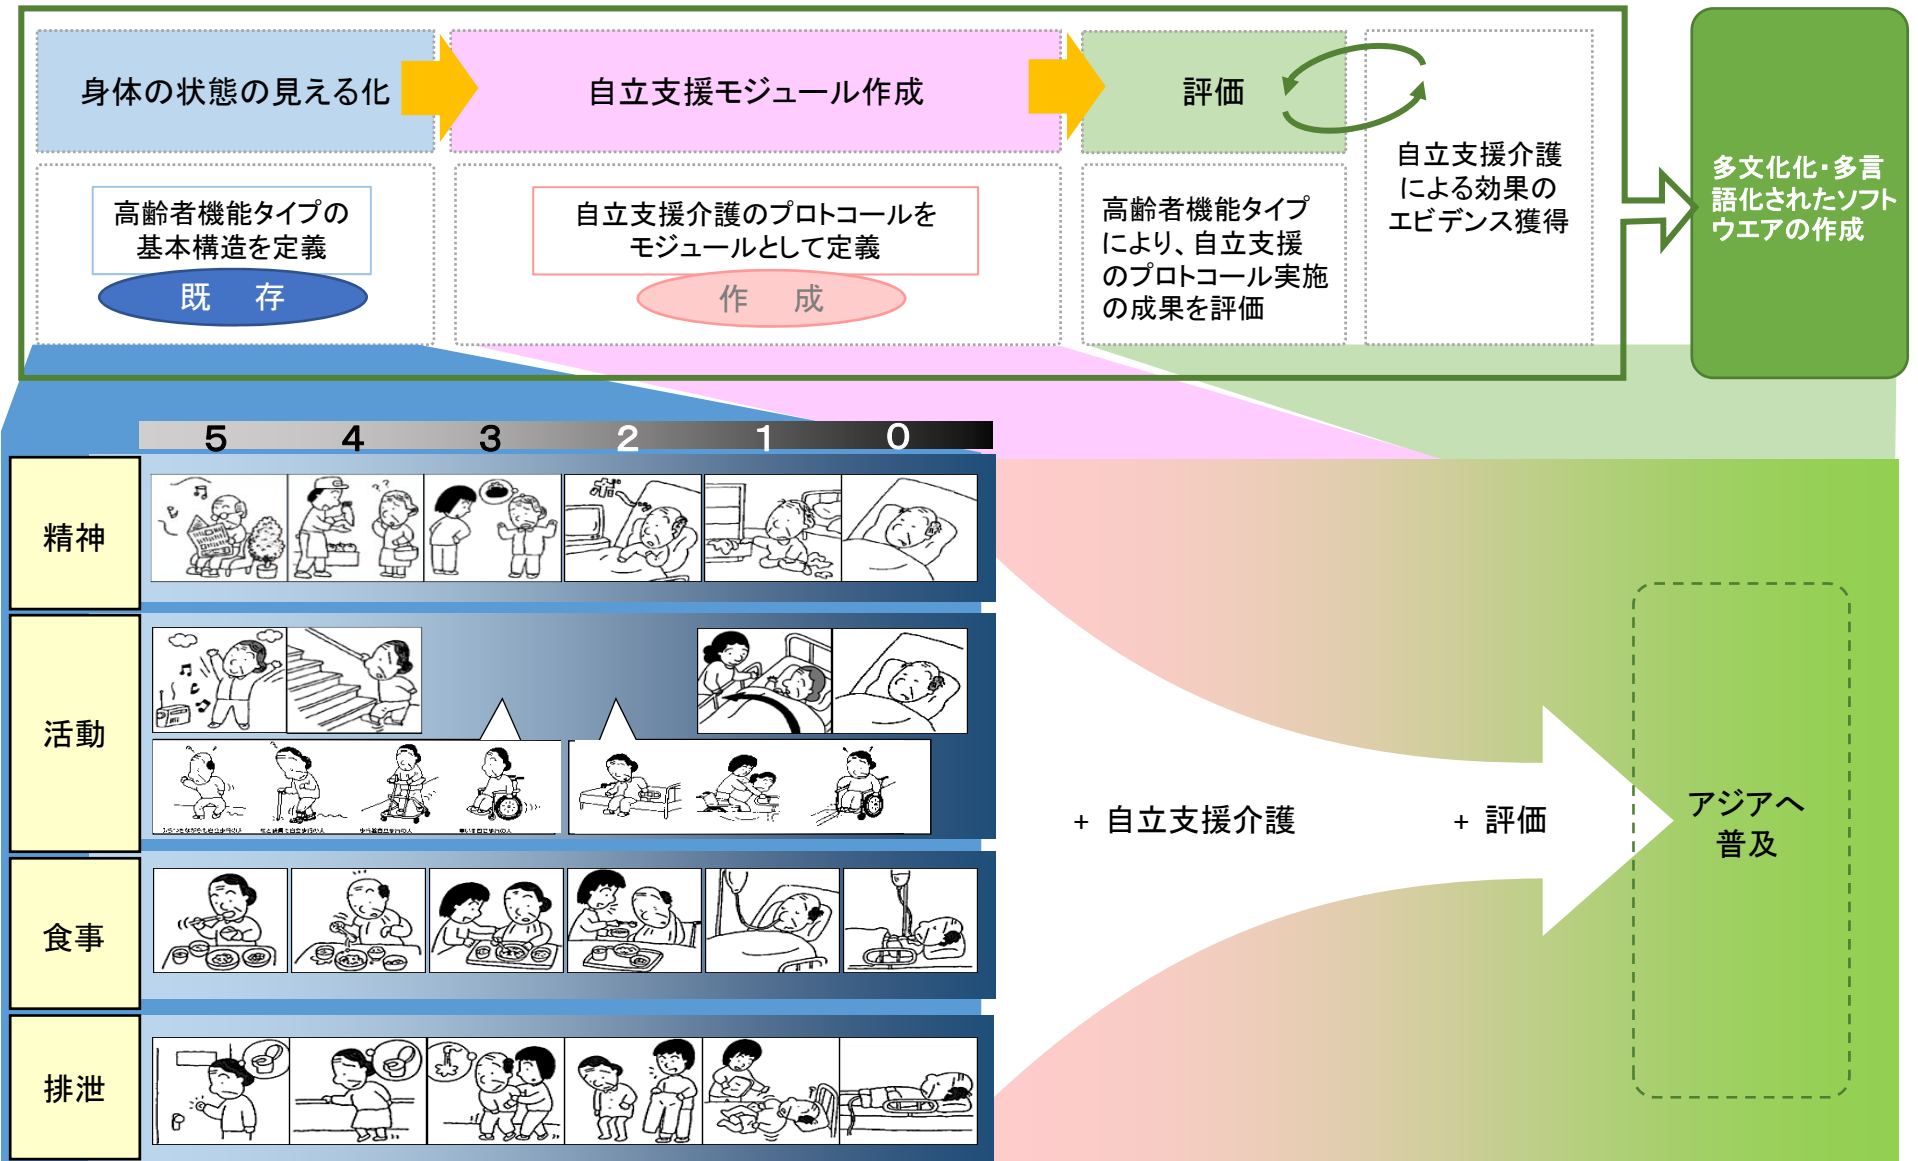 身体の状態の見える化
自立支援モジュール作成
評価
高齢者機能タイプの
基本構造を定義
既 存
自立支援介護のプロトコールを
モジュールとして定義
作 成
高齢者機能タイプ
により、自立支援
のプロトコール実施
の成果を評価
自立支援介護
による効果の
エビデンス獲得
多文化化・多言
語化されたソフト
ウエアの作成
5 4 3 2 1 0
精神
ボーッ
活動
食事
排泄
+ 自立支援介護
+ 評価
アジアへ
普及